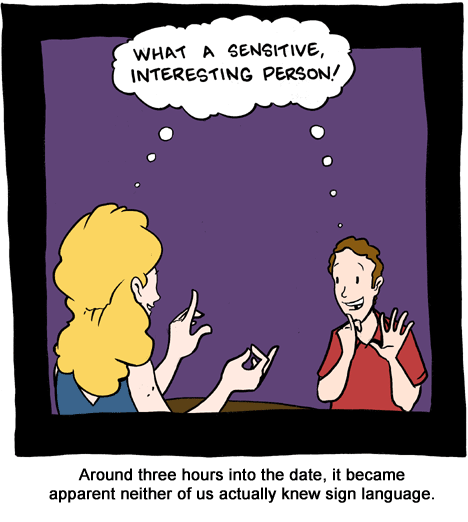 WHAT A SENSITIVE,
INTERESTING PERSON!
Around three hours into the date, it became
apparent neither of us actually knew sign language.